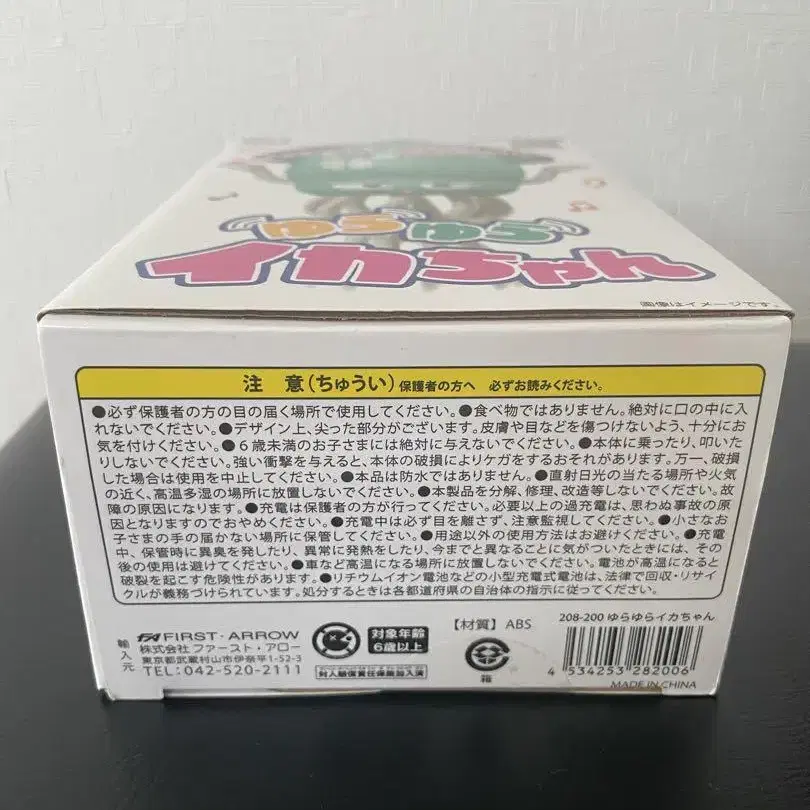 ゆらゆら
イカちゃん
画像はイメージです。
注 意(ちゅうい) 保護者の方へ 必ずお読みください。
●必ず保護者の方の目の届く場所で使用してください。●食べ物ではありません。絶対に口の中に入
れないでください。●デザイン上、尖った部分がございます。皮膚や目などを傷つけないよう、十分にお
気を付けください。●6歳未満のお子さまには絶対に与えないでください。●本体に乗ったり、叩いた
りしないでください。強い衝撃を与えると、本体の破損によりケガをするおそれがあります。万一、破損
した場合は使用を中止してください。●本品は防水ではありません。●直射日光の当たる場所や火気
の近く、高温多湿の場所に放置しないでください。●本製品を分解、修理、改造等しないでください。故
障の原因になります。●充電は保護者の方が行ってください。必要以上の過充電は、思わぬ事故の原
因となりますのでおやめください。●充電中は必ず目を離さず、注意監視してください。●小さなお
子さまの手の届かない場所に保管してください。●用途以外の使用方法はお避けください。●充電
中、保管時に異臭を発したり、異常に発熱をしたり、今までと異なることに気がついたときには、その
後の使用は避けてください。●車など高温になる場所に放置しないでください。電池が高温になると
破裂を起こす危険性があります。●リチウムイオン電池などの小型充電式電池は、法律で回収・リサイ
クルが義務づけられています。処分するときは各都道府県の自治体の指示に従ってください。
輸入元
FA FIRST・ARROW
株式会社 ファースト・アロー
東京都武蔵村山市伊奈平1-52-3
TEL:042-520-2111
対象年齢
6歳以上
対人賠償責任保険加入済
【材質】ABS
箱
208-200 ゆらゆらイカちゃん
4 534253 282006
MADE IN CHINA